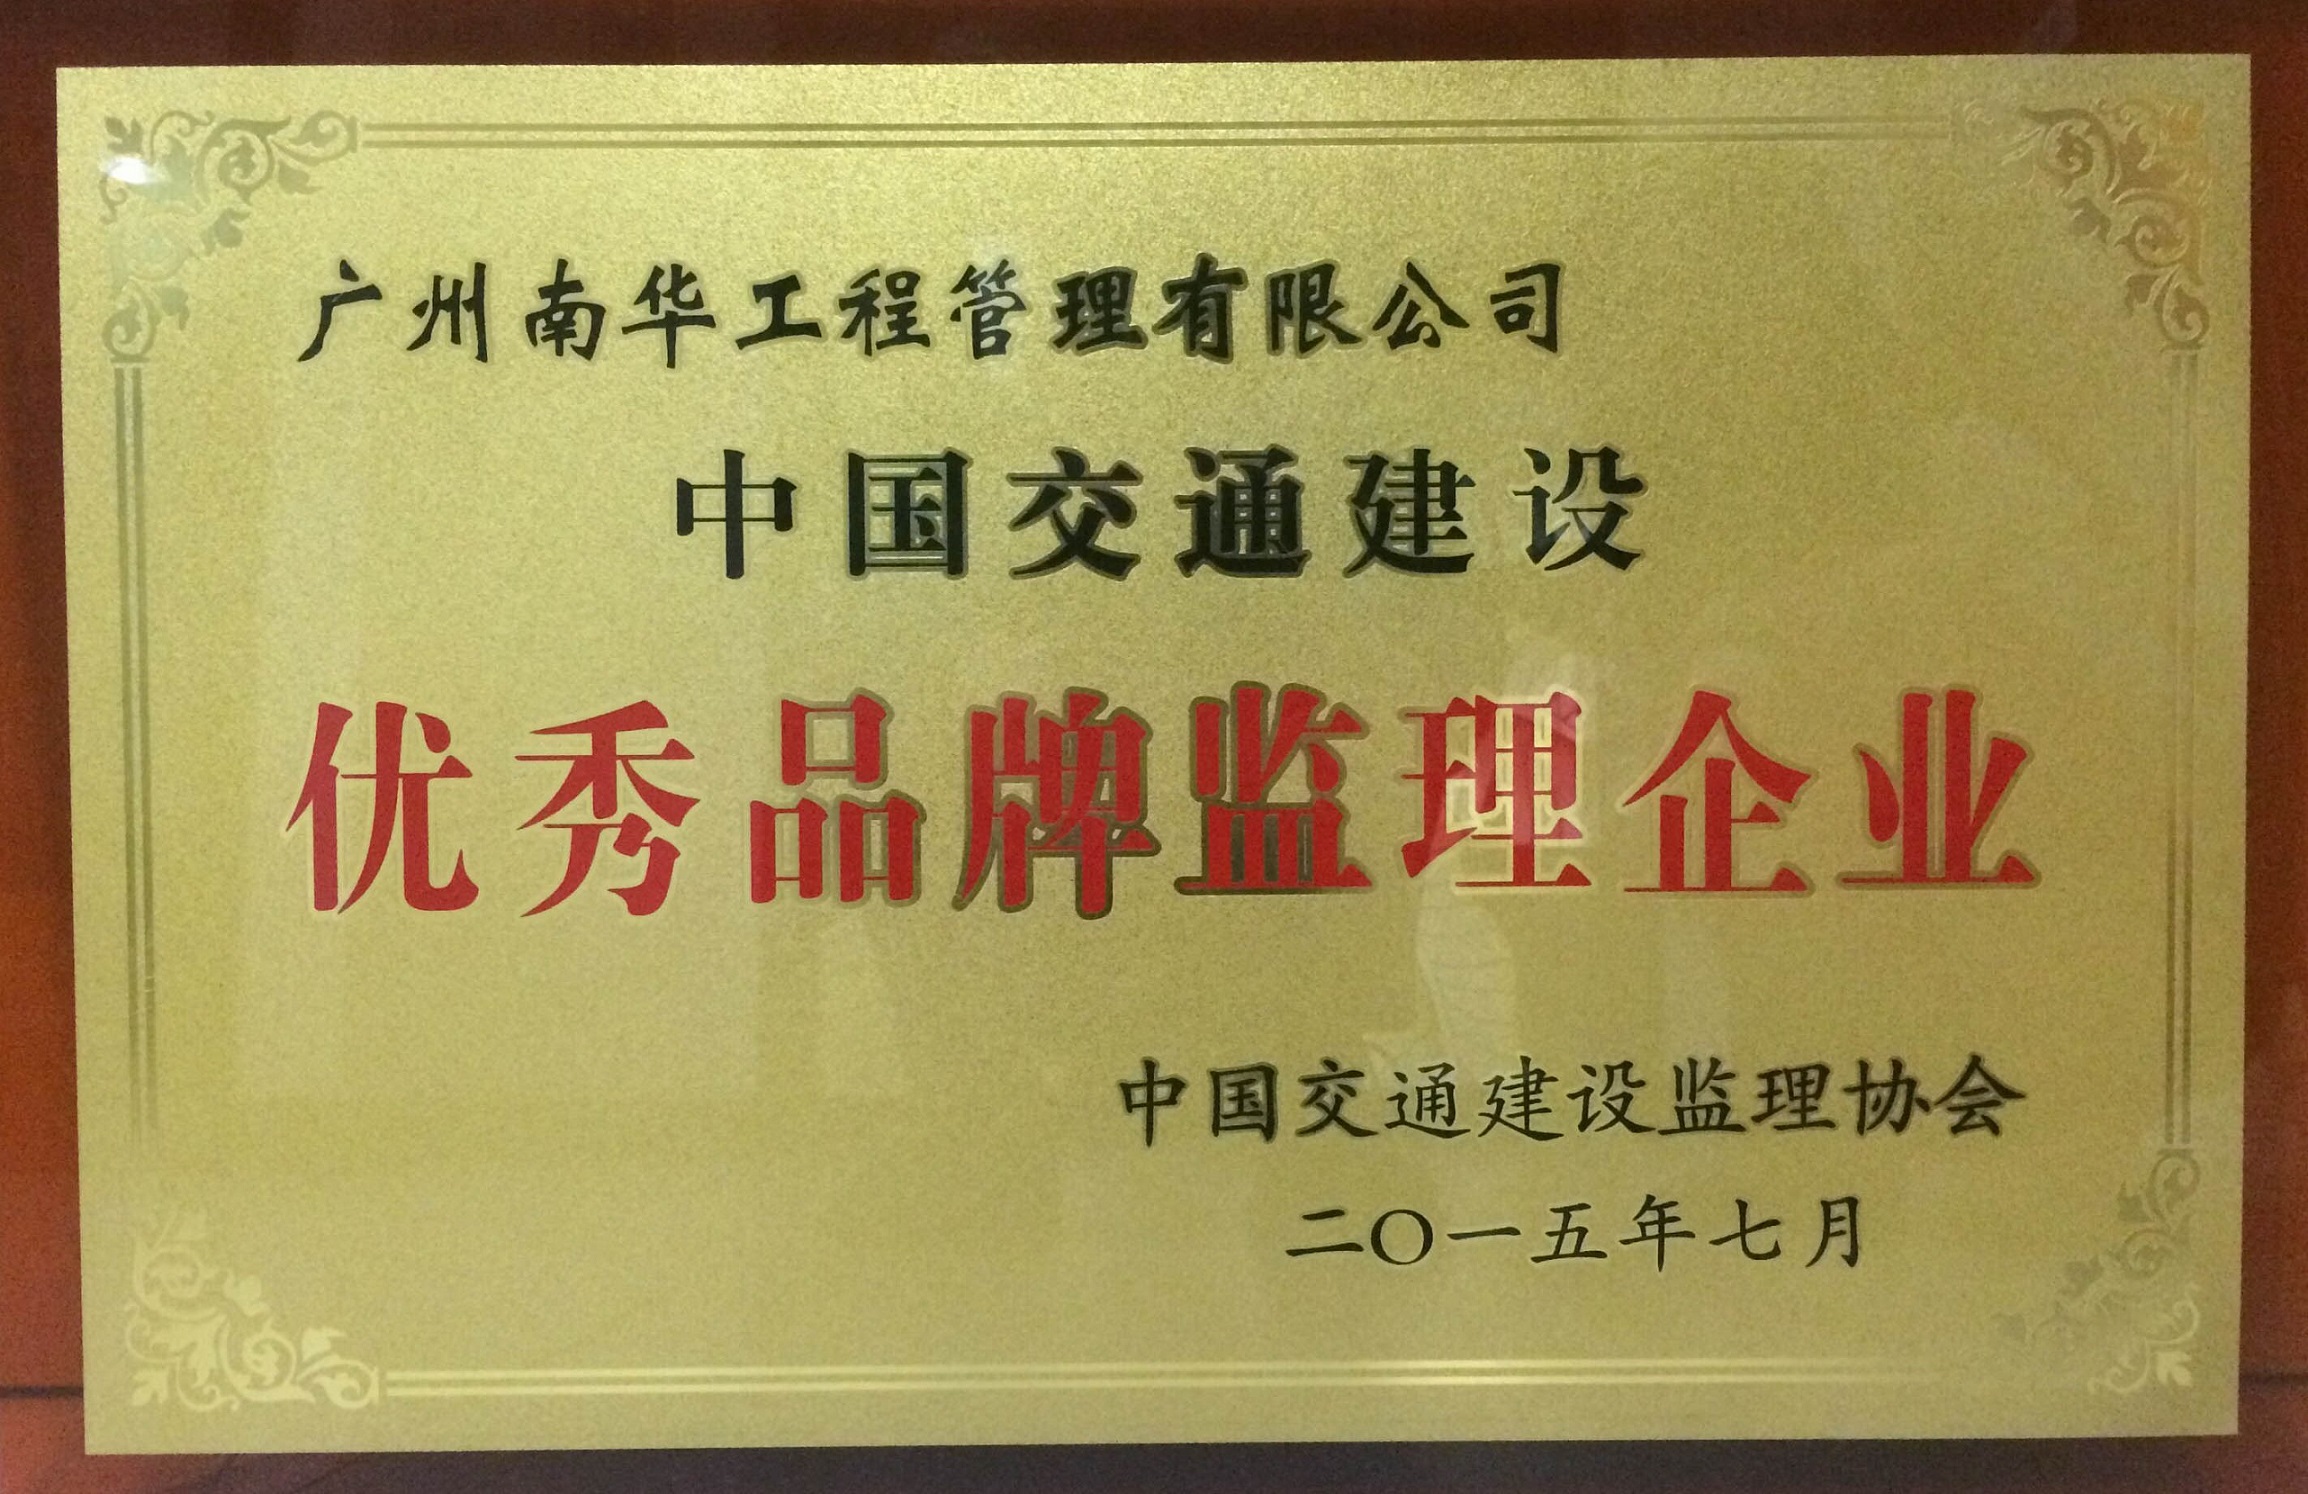 广州南华工程管理有限公司
中国交通建设
优秀品牌监理企业
中国交通建设监理协会
二〇一五年七月